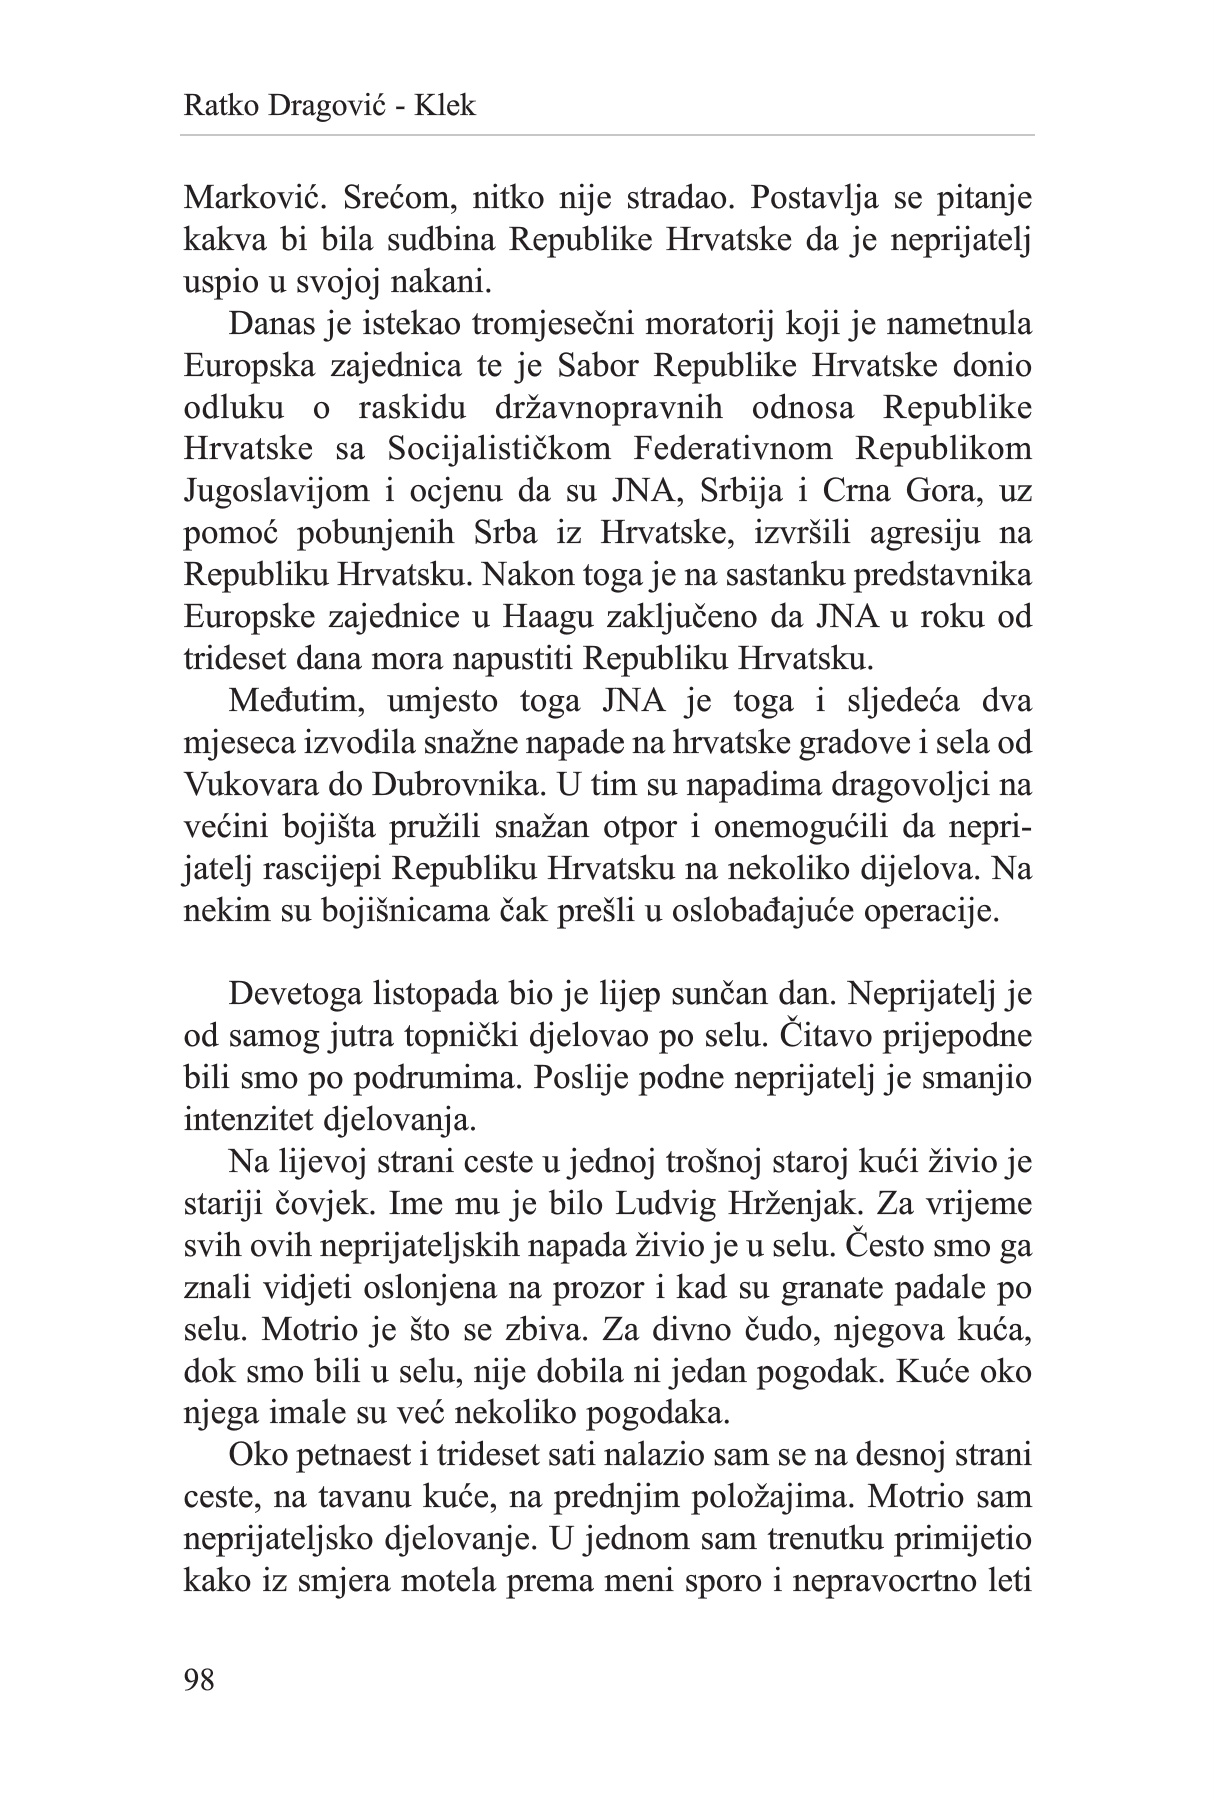 Ratko Dragović - Klek
Marković. Srećom, nitko nije stradao. Postavlja se pitanje
kakva bi bila sudbina Republike Hrvatske da je neprijatelj
uspio u svojoj nakani.
Danas je istekao tromjesečni moratorij koji je nametnula
Europska zajednica te je Sabor Republike Hrvatske donio
odluku o raskidu državnopravnih odnosa Republike
Hrvatske sa Socijalističkom Federativnom Republikom
Jugoslavijom i ocjenu da su JNA, Srbija i Crna Gora, uz
pomoć pobunjenih Srba iz Hrvatske, izvršili agresiju na
Republiku Hrvatsku. Nakon toga je na sastanku predstavnika
Europske zajednice u Haagu zaključeno da JNA u roku od
trideset dana mora napustiti Republiku Hrvatsku.
Međutim, umjesto toga JNA je toga i sljedeća dva
mjeseca izvodila snažne napade na hrvatske gradove i sela od
Vukovara do Dubrovnika. U tim su napadima dragovoljci na
većini bojišta pružili snažan otpor i onemogućili da nepri-
jatelj rascijepi Republiku Hrvatsku na nekoliko dijelova. Na
nekim su bojišnicama čak prešli u oslobađajuće operacije.
Devetoga listopada bio je lijep sunčan dan. Neprijatelj je
od samog jutra topnički djelovao po selu. Čitavo prijepodne
bili smo po podrumima. Poslije podne neprijatelj je smanjio
intenzitet djelovanja.
Na lijevoj strani ceste u jednoj trošnoj staroj kući živio je
stariji čovjek. Ime mu je bilo Ludvig Hrženjak. Za vrijeme
svih ovih neprijateljskih napada živio je u selu. Često smo ga
znali vidjeti oslonjena na prozor i kad su granate padale po
selu. Motrio je što se zbiva. Za divno čudo, njegova kuća,
dok smo bili u selu, nije dobila ni jedan pogodak. Kuće oko
njega imale su već nekoliko pogodaka.
Oko petnaest i trideset sati nalazio sam se na desnoj strani
ceste, na tavanu kuće, na prednjim položajima. Motrio sam
neprijateljsko djelovanje. U jednom sam trenutku primijetio
kako iz smjera motela prema meni sporo i nepravocrtno leti
98